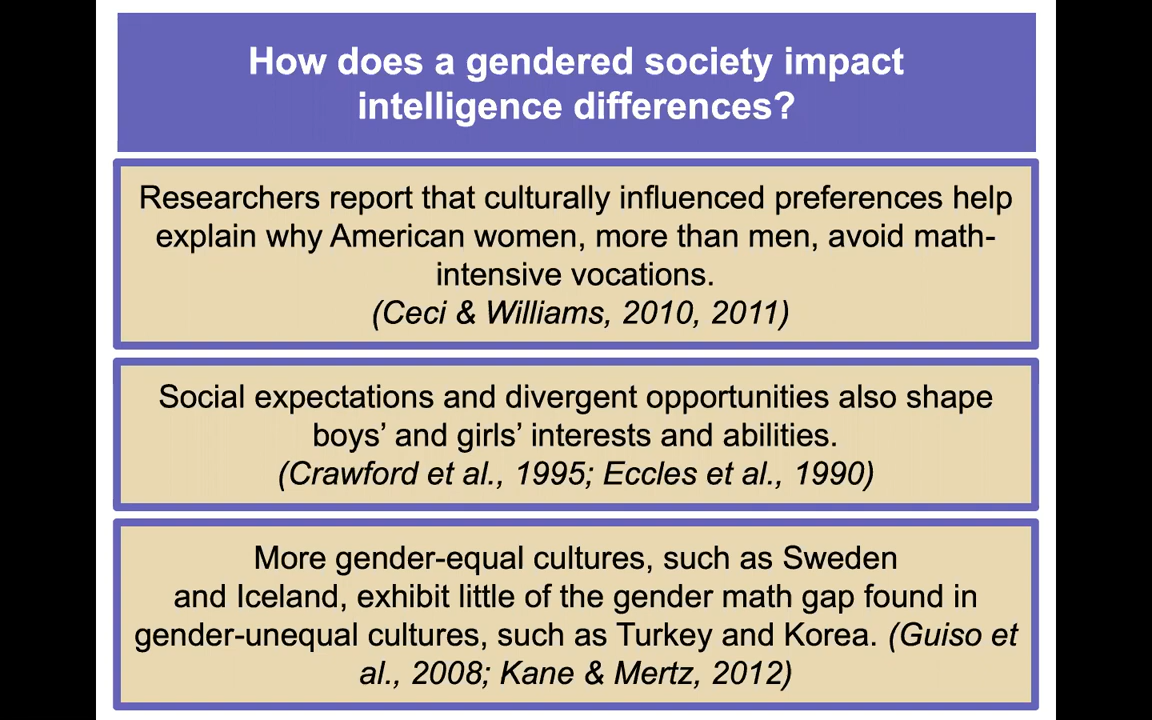 How does a gendered society impact
intelligence differences?
Researchers report that culturally influenced preferences help
explain why American women, more than men, avoid math-
intensive vocations.
(Ceci & Williams, 2010, 2011)
Social expectations and divergent opportunities also shape
boys’ and girls’ interests and abilities.
(Crawford et al., 1995; Eccles et al., 1990)
More gender-equal cultures, such as Sweden
and Iceland, exhibit little of the gender math gap found in
gender-unequal cultures, such as Turkey and Korea. (Guiso et
al., 2008; Kane & Mertz, 2012)